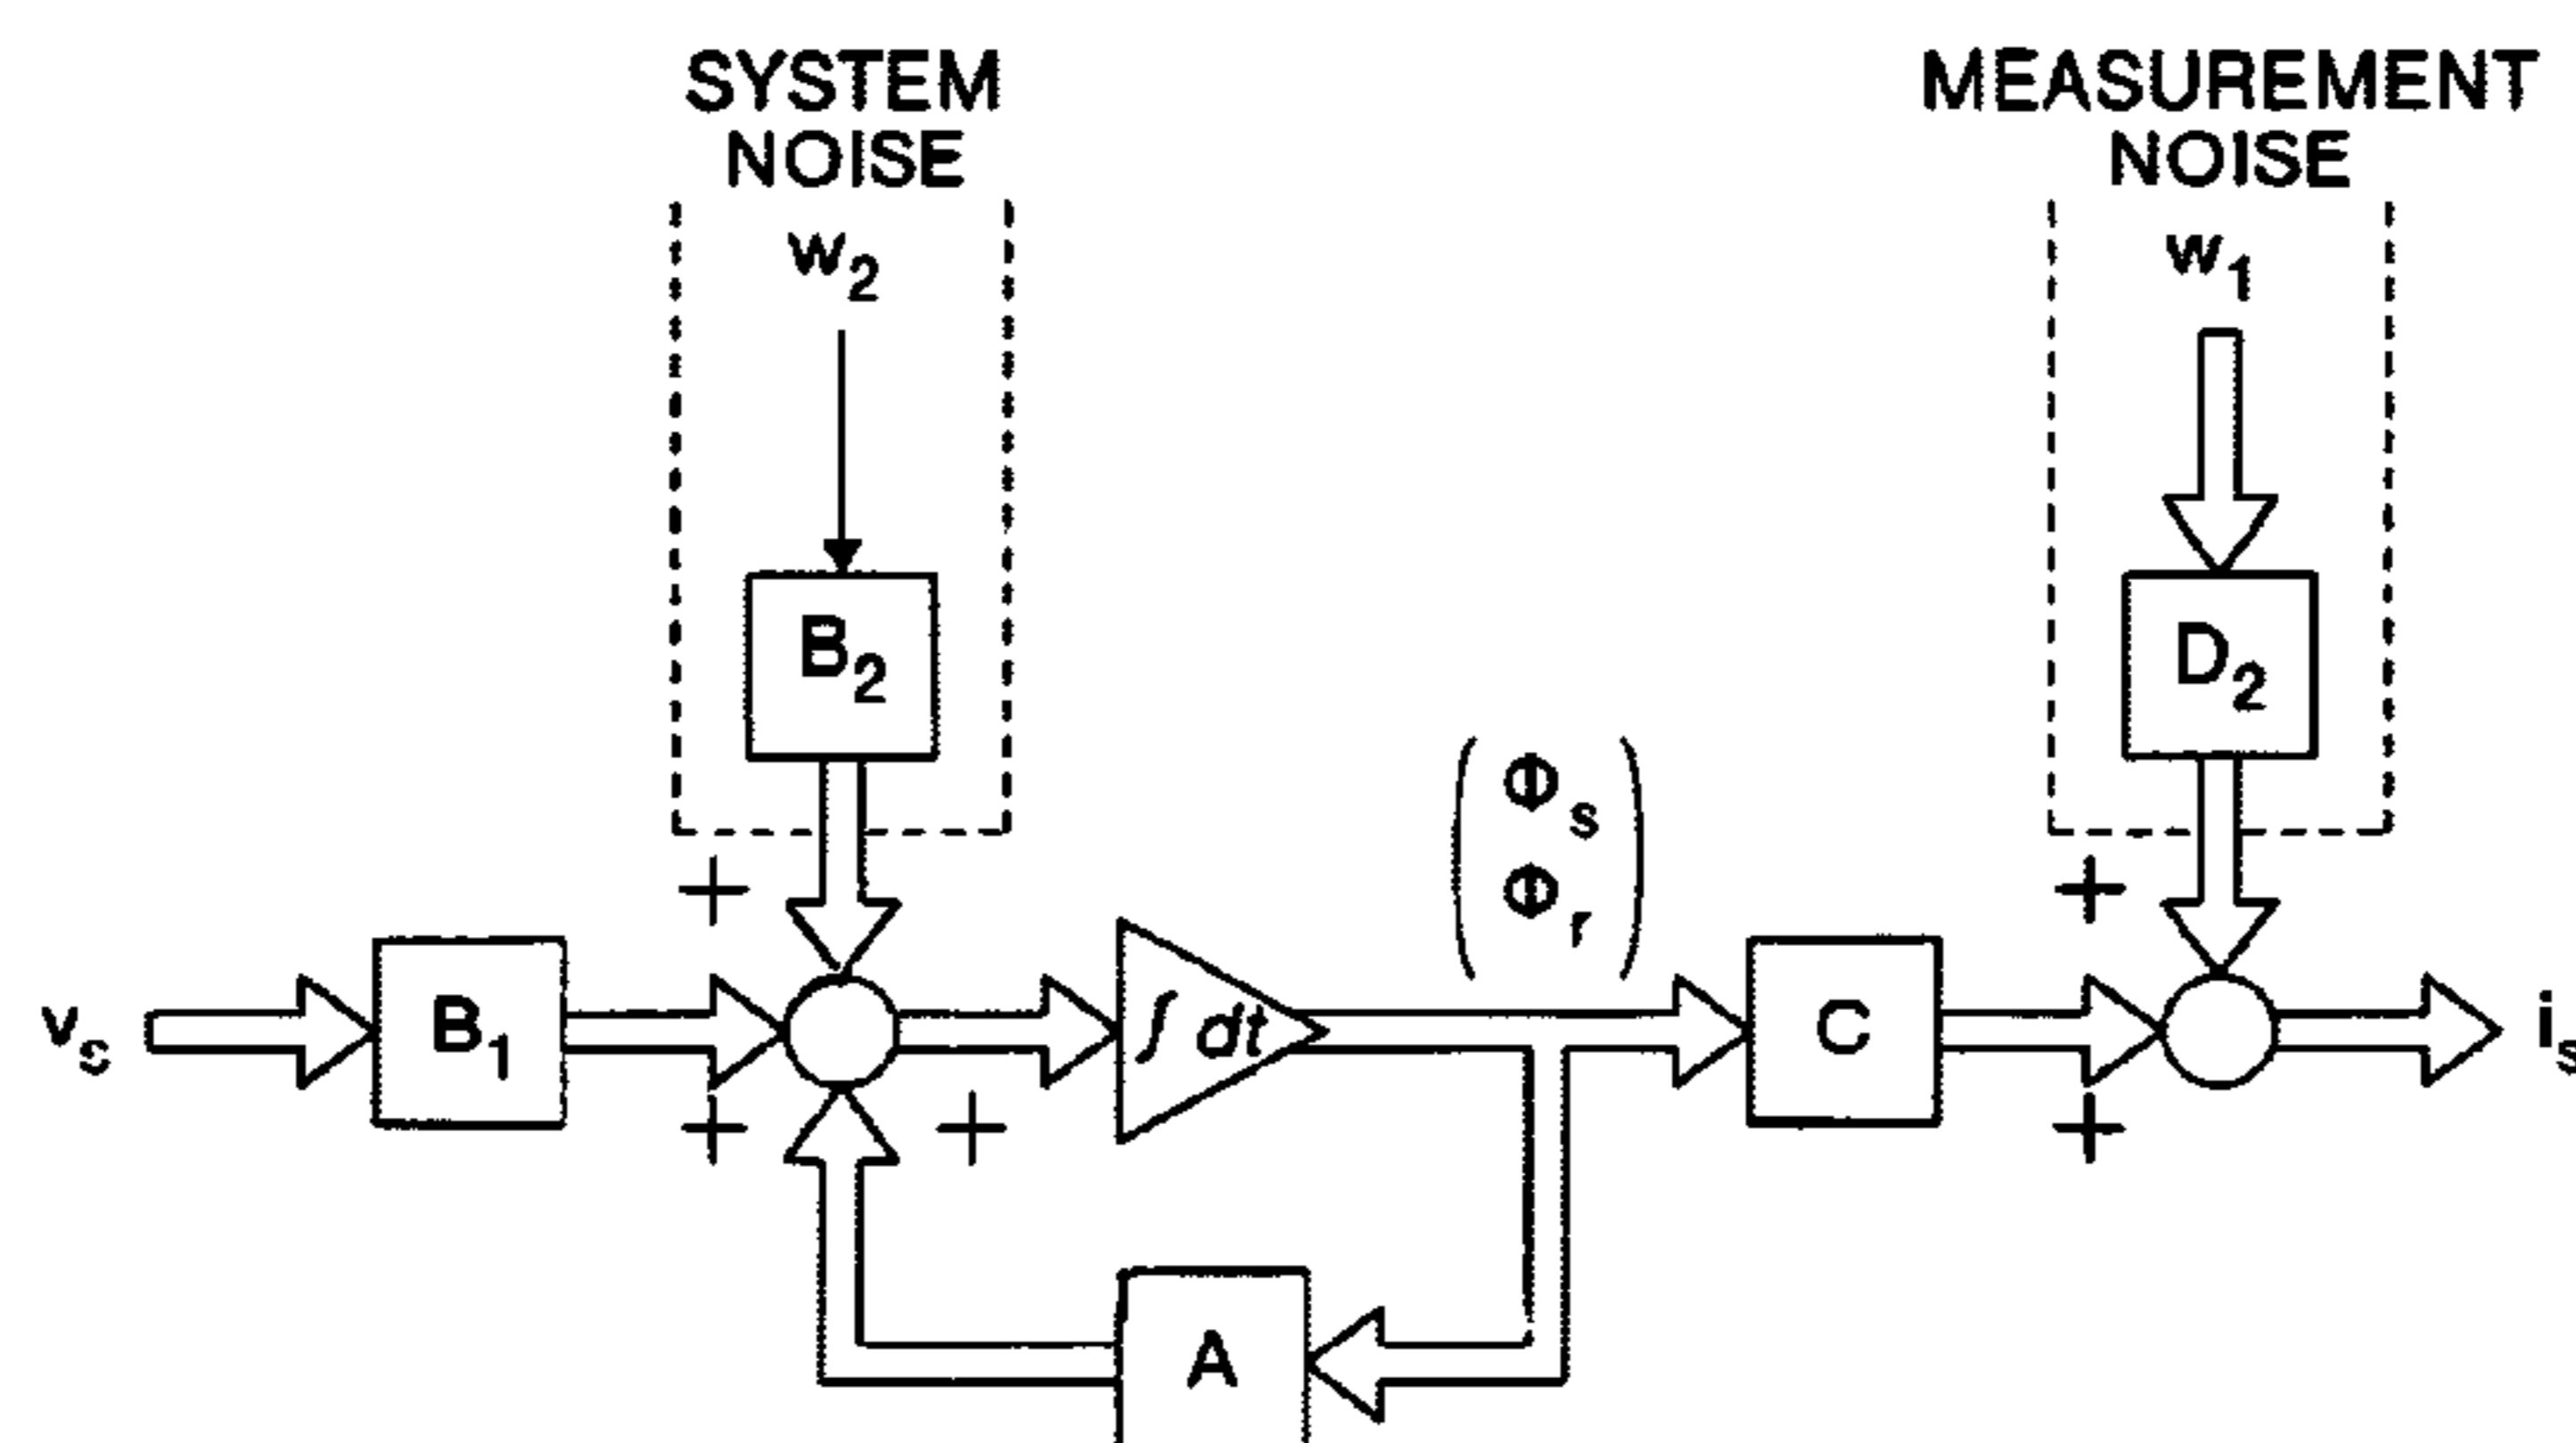 SYSTEM
NOISE
w2
MEASUREMENT
NOISE
w1
B2
D2
Φs
Φr
+
+
vs
B1
∫ dt
C
is
+
+
+
A